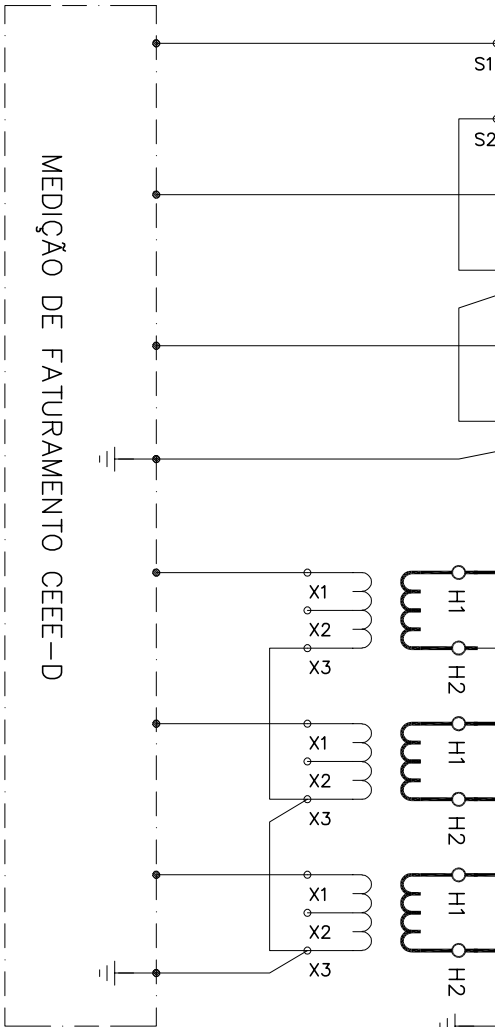 S1
S2
MEDIÇÃO DE FATURAMENTO CEEE-D
X1
X2
X3
H1
H2
X1
X2
X3
H1
H2
X1
X2
X3
H1
H2